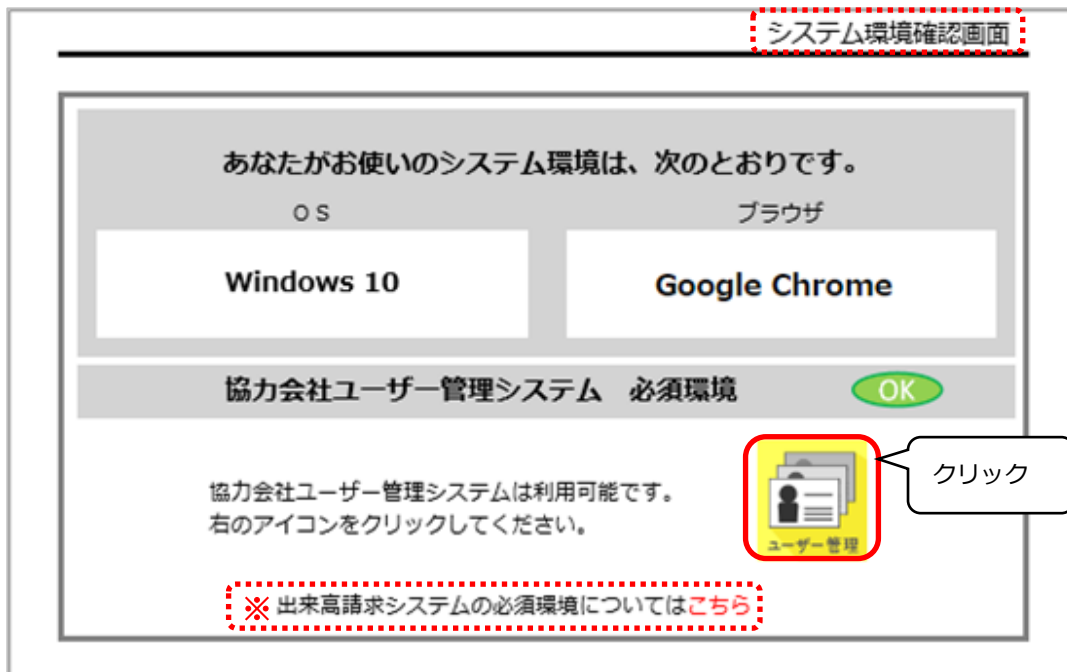 システム環境確認画面
あなたがお使いのシステム環境は、次のとおりです。
ＯＳ
ブラウザ
Windows 10
Google Chrome
協力会社ユーザー管理システム　必須環境
OK
協力会社ユーザー管理システムは利用可能です。
右のアイコンをクリックしてください。
ユーザー管理
クリック
※ 出来高請求システムの必須環境についてはこちら